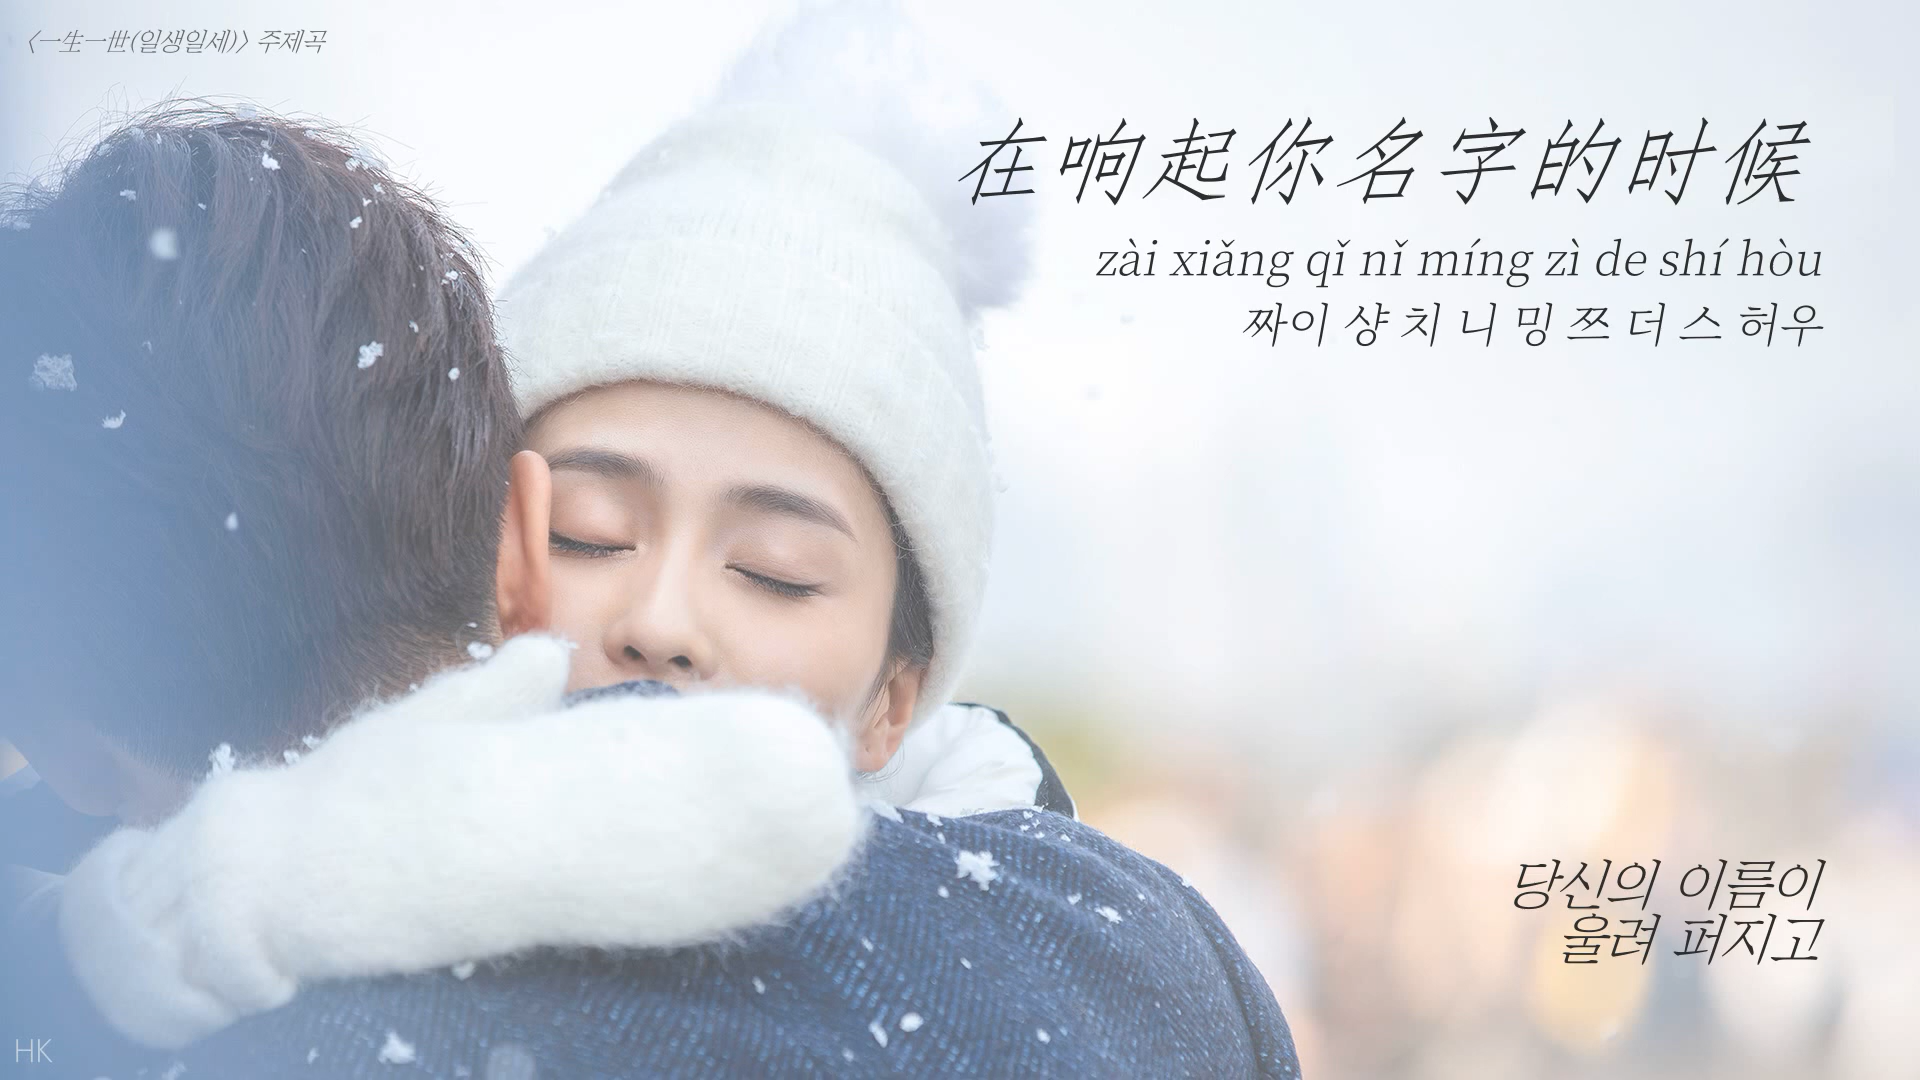 〈一生一世(일생일세)〉 주제곡
在响起你名字的时候
zài xiǎng qǐ nǐ míng zì de shí hòu
짜이 샹 치 니 밍 쯔 더 스 허우
당신의 이름이
울려 퍼지고
HK